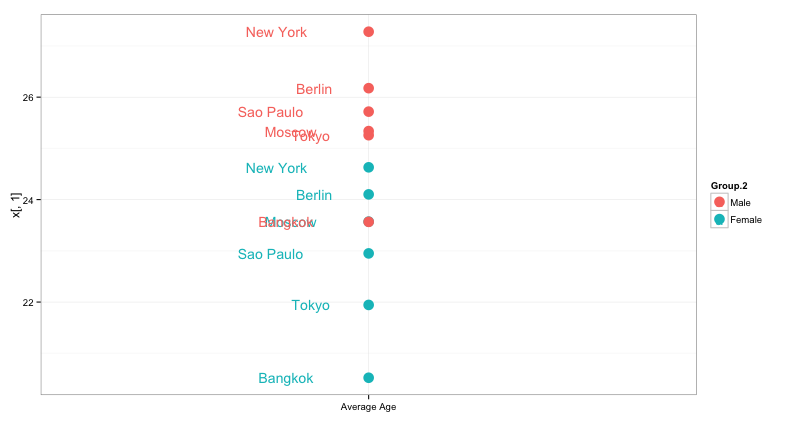 New York
Berlin
26
Sao Paulo
Moscow
Tokyo
New York
Berlin
24
x[, 1]
Bangkok
Moscow
Sao Paulo
22
Tokyo
Bangkok
Average Age
Group.2
Male
Female